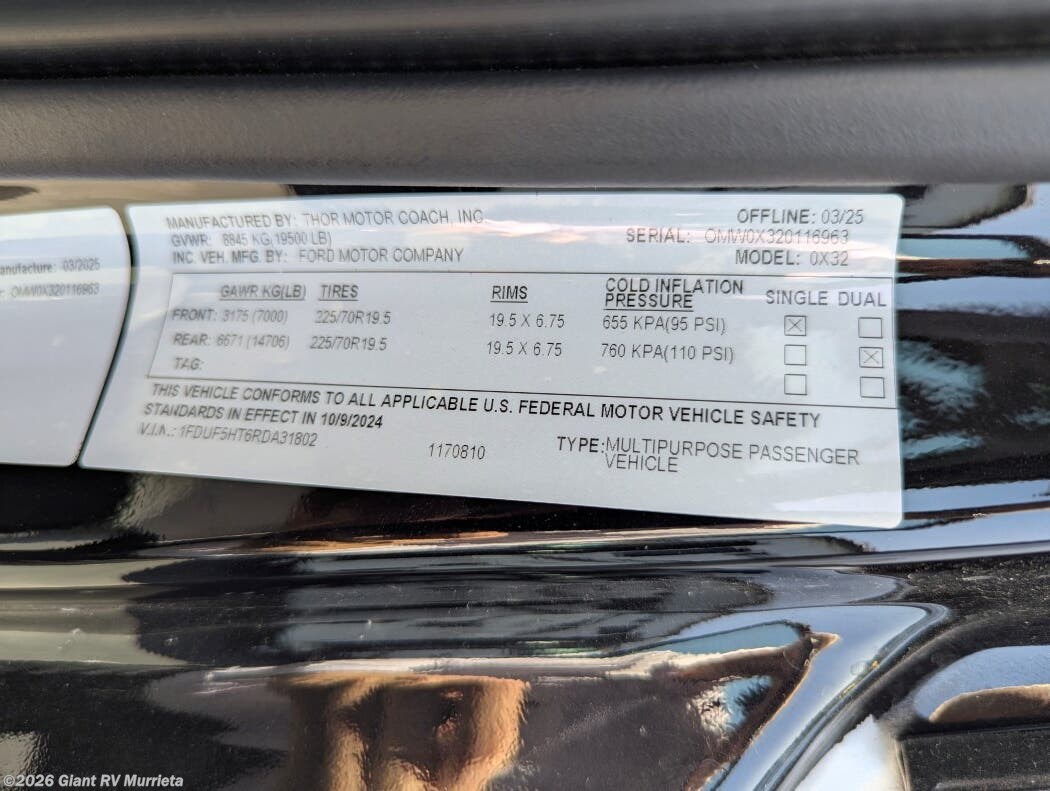 anufacture: 03/2025
r: OMW0X320116963
MANUFACTURED BY: THOR MOTOR COACH, INC
GVWR: 8845 KG(19500 LB)
INC. VEH. MFG. BY: FORD MOTOR COMPANY
OFFLINE: 03/25
SERIAL: OMW0X320116963
MODEL: 0X32
GAWR KG(LB) TIRES RIMS COLD INFLATION PRESSURE SINGLE DUAL
FRONT: 3175 (7000) 225/70R19.5 19.5 X 6.75 655 KPA(95 PSI)
REAR: 6671 (14706) 225/70R19.5 19.5 X 6.75 760 KPA(110 PSI)
TAG:
THIS VEHICLE CONFORMS TO ALL APPLICABLE U.S. FEDERAL MOTOR VEHICLE SAFETY
STANDARDS IN EFFECT IN 10/9/2024
V.I.N.: 1FDUF5HT6RDA31802
1170810
TYPE: MULTIPURPOSE PASSENGER
VEHICLE
©2026 Giant RV Murrieta